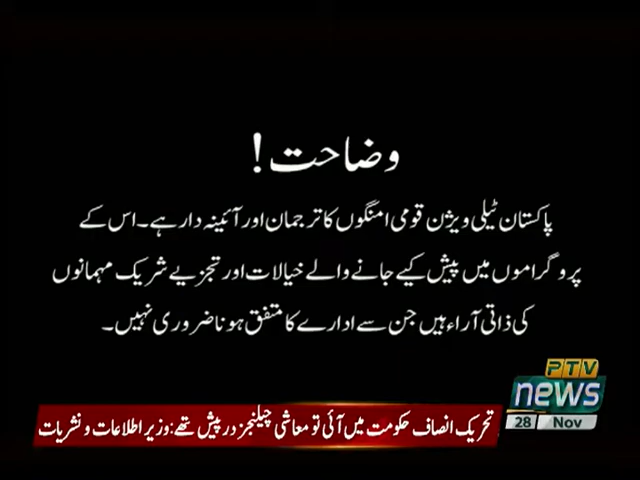 وضاحت!
پاکستان ٹیلی ویژن قومی امنگوں کا ترجمان اور آئینہ دار ہے۔ اس کے
پروگراموں میں پیش کیے جانے والے خیالات اور تجزیے شریک مہمانوں
کی ذاتی آراء ہیں جن سے ادارے کا متفق ہونا ضروری نہیں۔
PTV
news
28 Nov
تحریک انصاف حکومت میں آئی تو معاشی چیلنجز درپیش تھے: وزیر اطلاعات و نشریات